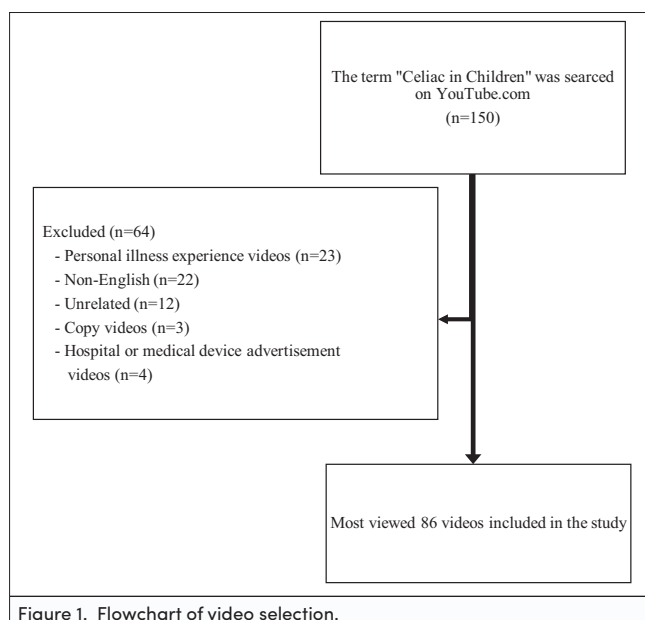 The term "Celiac in Children" was searced
on YouTube.com
(n=150)
Excluded (n=64)
- Personal illness experience videos (n=23)
- Non-English (n=22)
- Unrelated (n=12)
- Copy videos (n=3)
- Hospital or medical device advertisement
videos (n=4)
Most viewed 86 videos included in the study
Figure 1. Flowchart of video selection.